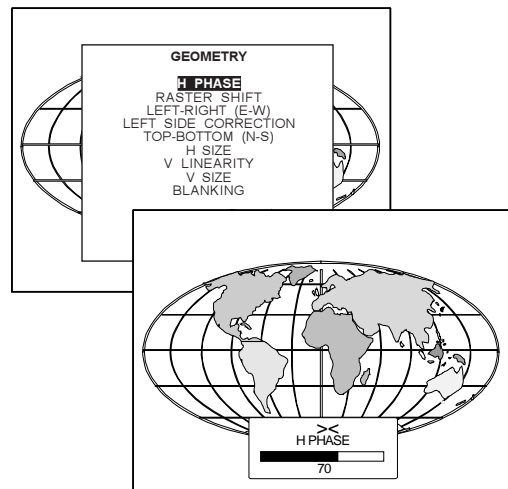 GEOMETRY
H PHASE
RASTER SHIFT
LEFT-RIGHT (E-W)
LEFT SIDE CORRECTION
TOP-BOTTOM (N-S)
H SIZE
V LINEARITY
V SIZE
BLANKING
><
H PHASE
70